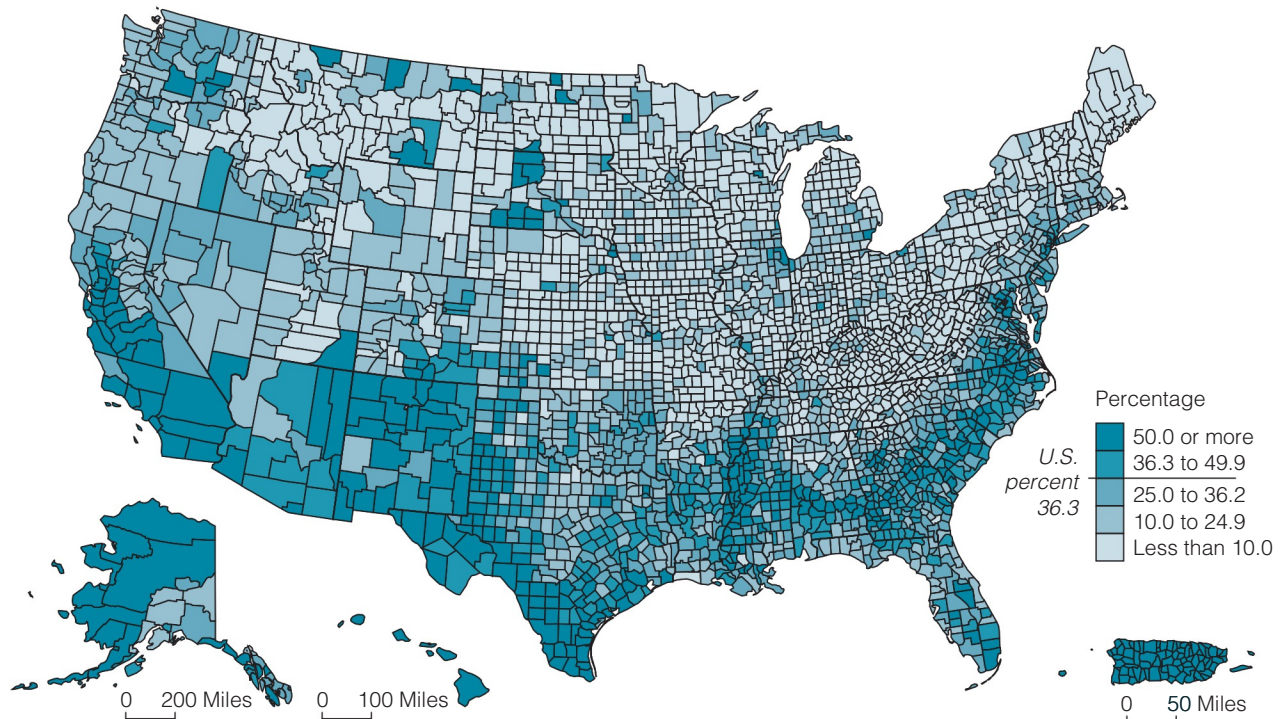 Percentage
50.0 or more
36.3 to 49.9
U.S.
percent
36.3
25.0 to 36.2
10.0 to 24.9
Less than 10.0
0 200 Miles
0 100 Miles
0 50 Miles